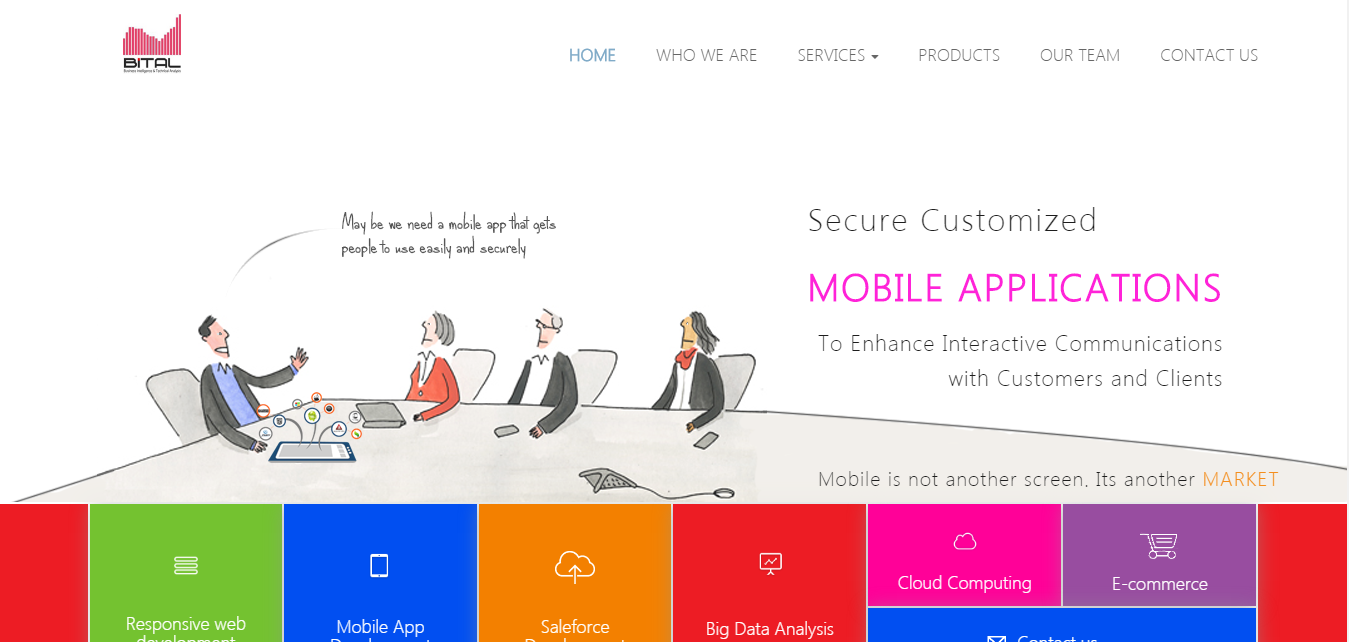 BiTAL
Business Intelligence & Technical Analysis
HOME
WHO WE ARE
SERVICES
PRODUCTS
OUR TEAM
CONTACT US
May be we need a mobile app that gets
people to use easily and securely
Secure Customized
MOBILE APPLICATIONS
To Enhance Interactive Communications
with Customers and Clients
Mobile is not another screen, Its another MARKET
Responsive web
development
Mobile App
Saleforce
Big Data Analysis
Cloud Computing
E-commerce
Contact us